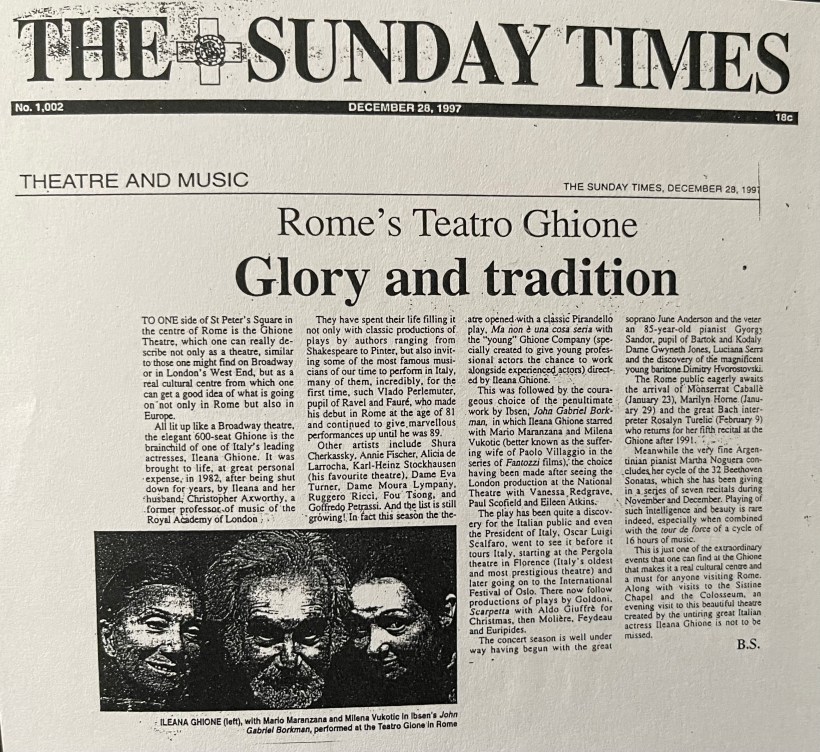 THE SUNDAY TIMES
No. 1,002 DECEMBER 28, 1997 18c
THEATRE AND MUSIC
THE SUNDAY TIMES, DECEMBER 28, 1997
Rome's Teatro Ghione
Glory and tradition
TO ONE side of St Peter's Square in
the centre of Rome is the Ghione
Theatre, which one can really de-
scribe not only as a theatre, similar
to those one might find on Broadway
or in London's West End, but as a
real cultural centre from which one
can get a good idea of what is going
on not only in Rome but also in
Europe.
All lit up like a Broadway theatre,
the elegant 600-seat Ghione is the
brainchild of one of Italy's leading
actresses, Ileana Ghione. It was
brought to life, at great personal
expense, in 1982, after being shut
down for years, by Ileana and her
husband, Christopher Axworthy, a
former professor of music of the
Royal Academy of London
They have spent their life filling it
not only with classic productions of
plays by authors ranging from
Shakespeare to Pinter, but also invit-
ing some of the most famous musi-
cians of our time to perform in Italy,
many of them, incredibly, for the
first time, such Vlado Perlemuter,
pupil of Ravel and Fauré, who made
his debut in Rome at the age of 81
and continued to give marvellous
performances up until he was 89.
Other artists include Shura
Cherkassky, Annie Fischer, Alicia de
Larrocha, Karl-Heinz Stockhausen
(his favourite theatre), Dame Eva
Turner, Dame Moura Lympany,
Ruggero Ricci, Fou Tsong, and
Goffredo Petrassi. And the list is still
growing! In fact this season the the-
atre opened with a classic Pirandello
play, Ma non è una cosa seria with
the "young" Ghione Company (spe-
cially created to give young profes-
sional actors the chance to work
alongside experienced actors) direct-
ed by Ileana Ghione.
This was followed by the coura-
geous choice of the penultimate
work by Ibsen, John Gabriel Bork-
man, in which Ileana Ghione starred
with Mario Maranzana and Milena
Vukotic (better known as the suffer-
ing wife of Paolo Villaggio in the
series of Fantozzi films), the choice
having been made after seeing the
London production at the National
Theatre with Vanessa Redgrave,
Paul Scofield and Eileen Atkins.
The play has been quite a discov-
ery for the Italian public and even
the President of Italy, Oscar Luigi
Scalfaro, went to see it before it
tours Italy, starting at the Pergola
theatre in Florence (Italy's oldest
and most prestigious theatre) and
later going on to the International
Festival of Oslo. There now follow
productions of plays by Goldoni,
Scarpetta with Aldo Giuffrè for
Christmas, then Molière, Feydeau
and Euripides.
The concert season is well under
way having begun with the great
soprano June Anderson and the veter
an 85-year-old pianist Gyorgy
Sandor, pupil of Bartok and Kodaly
Dame Gwyneth Jones, Luciana Serra
and the discovery of the magnificent
young baritone Dimitry Hvorostovski.
The Roma public eagerly awaits
the arrival of Monserrat Caballè
(January 23), Marilyn Horne (Janu-
ary 29) and the great Bach inter-
preter Rosalyn Turelic (February 9)
who returns for her fifth recital at the
Ghione after 1991.
Meanwhile the very fine Argen-
tinian pianist Martha Noguera con-
cludes her cycle of the 32 Beethoven
Sonatas, which she has been giving
in a series of seven recitals during
November and December. Playing of
such intelligence and beauty is rare
indeed, especially when combined
with the tour de force of a cycle of
16 hours of music.
This is just one of the extraordinary
events that one can find at the Ghione
that makes it a real cultural centre and
a must for anyone visiting Rome.
Along with visits to the Sistine
Chapel and the Colosseum, an
evening visit to this beautiful theatre
created by the untiring great Italian
actress Ileana Ghione is not to be
missed.
B.S.
ILEANA GHIONE (left), with Mario Maranzana and Milena Vukotic in Ibsen's John
Gabriel Borkman, performed at the Teatro Gione in Rome